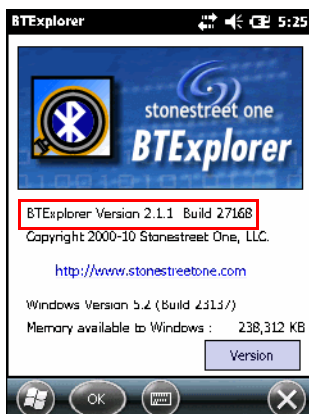 BTExplorer 5:25
stonestreet one
BTExplorer
BTExplorer Version 2.1.1 Build 27168
Copyright 2000-10 Stonestreet One, LLC.
http://www.stonestreetone.com
Windows Version 5.2 (Build 23137)
Memory available to Windows : 238,312 KB
Version
OK